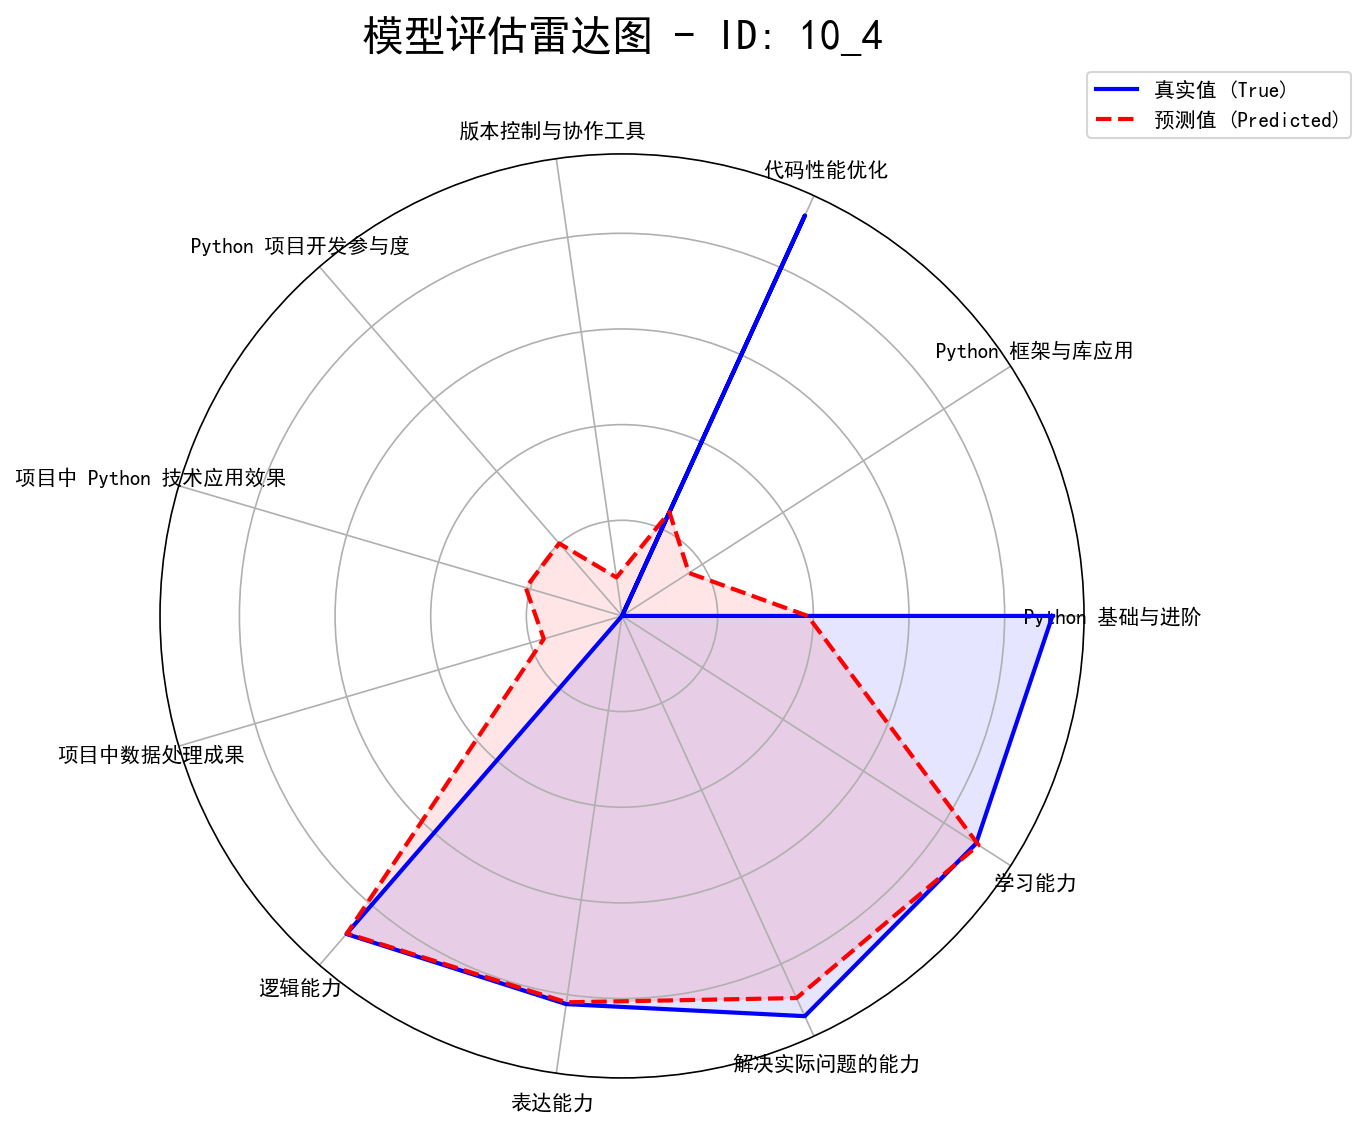 模型评估雷达图 - ID: 10_4
真实值 (True)
预测值 (Predicted)
版本控制与协作工具
代码性能优化
Python 项目开发参与度
Python 框架与库应用
项目中 Python 技术应用效果
Python 基础与进阶
项目中数据处理成果
学习能力
逻辑能力
解决实际问题的能力
表达能力